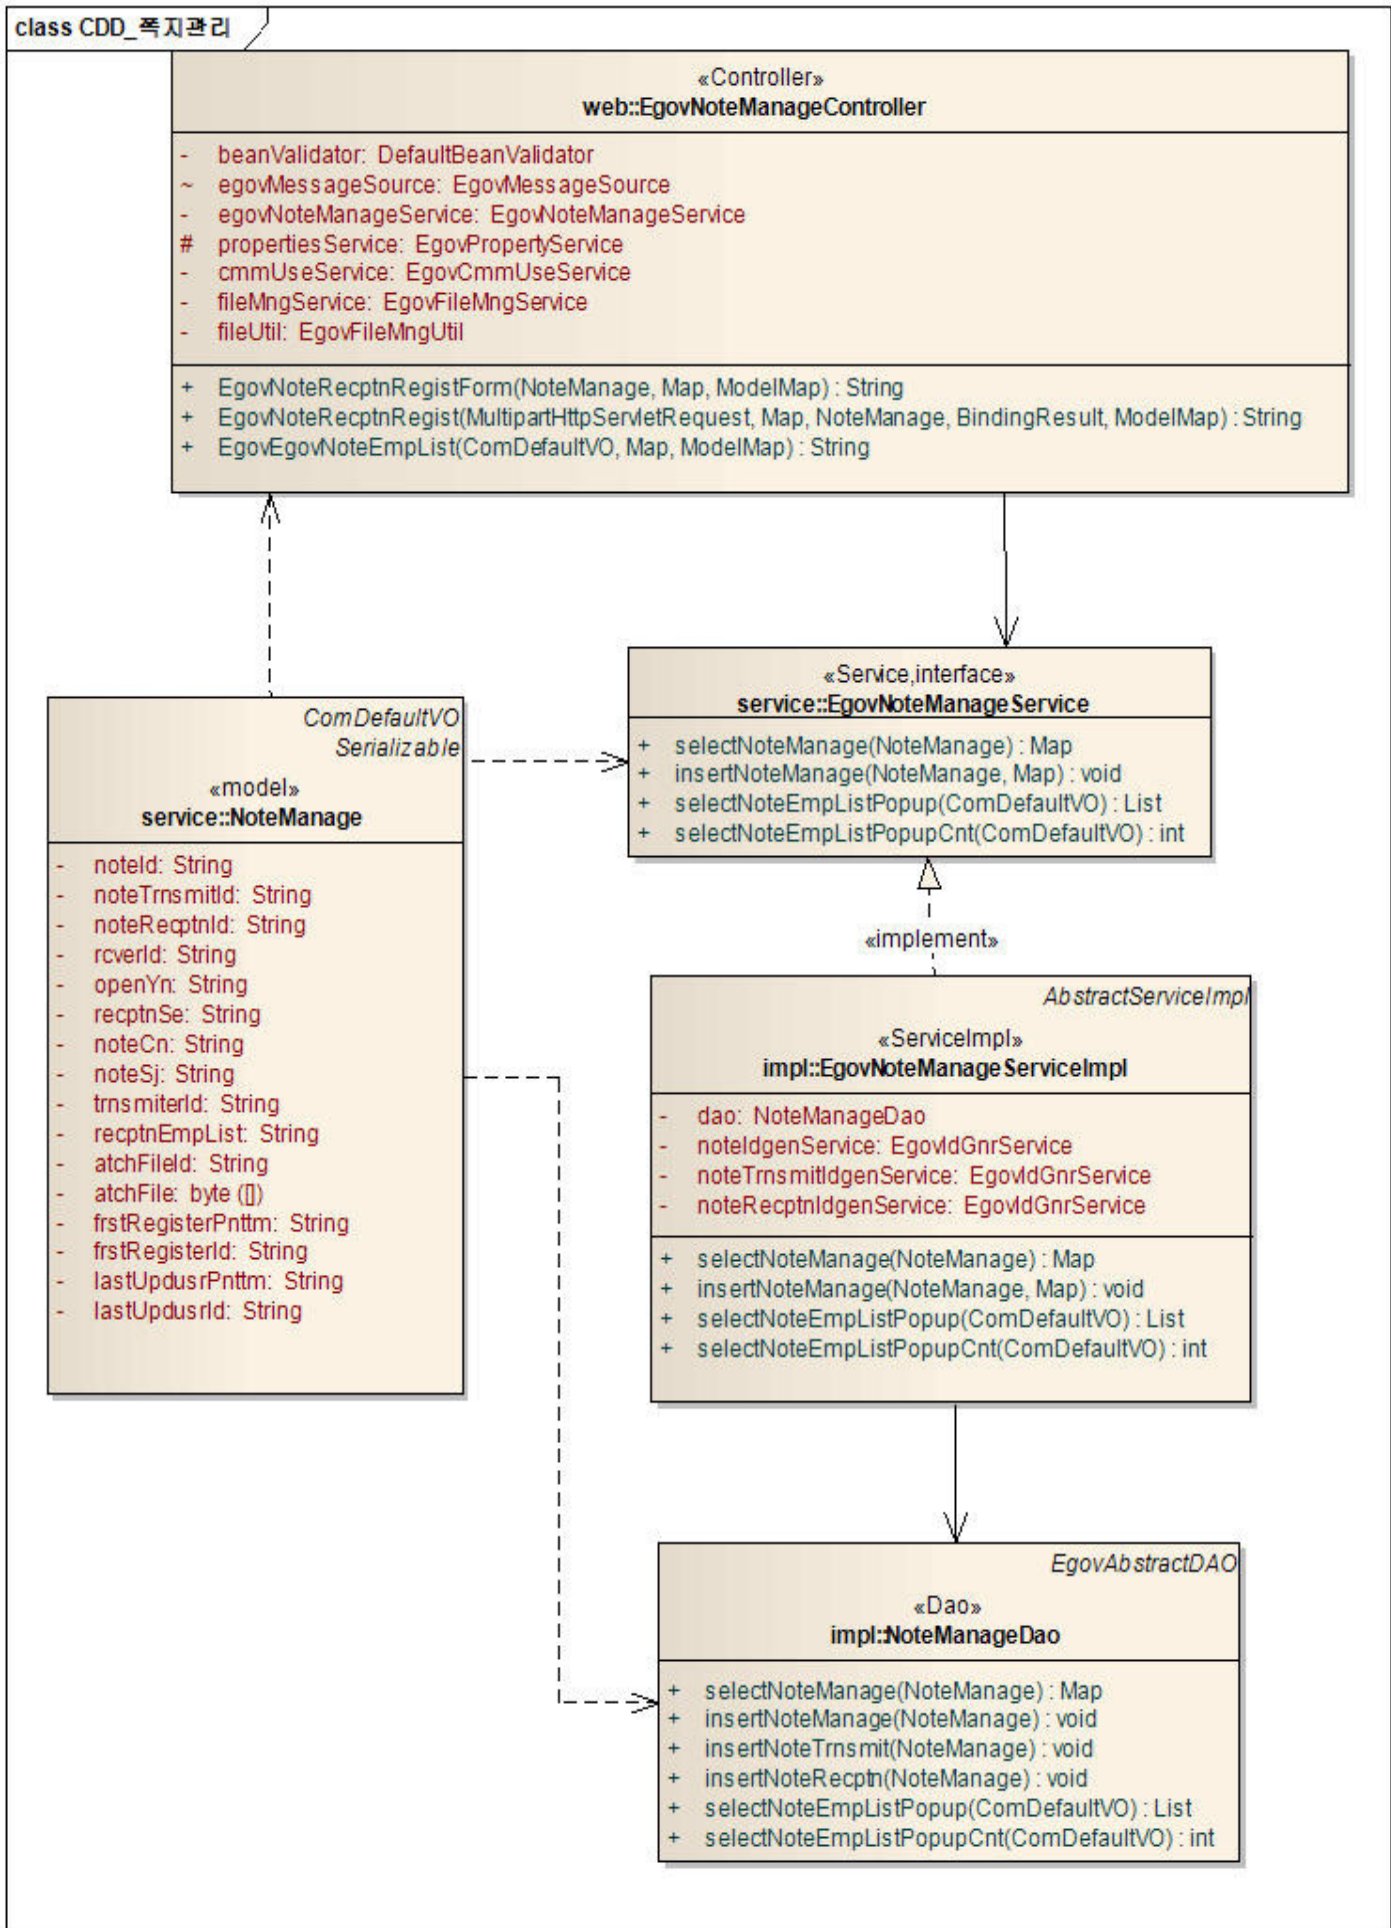 class CDD_쪽지관리
«Controller»
web::EgovNoteManageController
- beanValidator: DefaultBeanValidator
~ egovMessageSource: EgovMessageSource
- egovNoteManageService: EgovNoteManageService
# propertiesService: EgovPropertyService
- cmmUseService: EgovCmmUseService
- fileMngService: EgovFileMngService
- fileUtil: EgovFileMngUtil
+ EgovNoteRecptnRegistForm(NoteManage, Map, ModelMap) : String
+ EgovNoteRecptnRegist(MultipartHttpServletRequest, Map, NoteManage, BindingResult, ModelMap) : String
+ EgovEgovNoteEmpList(ComDefaultVO, Map, ModelMap) : String
«Service,interface»
service::EgovNoteManageService
+ selectNoteManage(NoteManage) : Map
+ insertNoteManage(NoteManage, Map) : void
+ selectNoteEmpListPopup(ComDefaultVO) : List
+ selectNoteEmpListPopupCnt(ComDefaultVO) : int
ComDefaultVO
Serializable
«model»
service::NoteManage
- noteId: String
- noteTrnsmitId: String
- noteRecptnId: String
- rcverId: String
- openYn: String
- recptnSe: String
- noteCn: String
- noteSj: String
- trnsmiterId: String
- recptnEmpList: String
- atchFileId: String
- atchFile: byte ([])
- frstRegisterPnttm: String
- frstRegisterId: String
- lastUpdusrPnttm: String
- lastUpdusrId: String
«implement»
AbstractServiceImpl
«ServiceImpl»
impl::EgovNoteManageServiceImpl
- dao: NoteManageDao
- noteIdgenService: EgovIdGnrService
- noteTrnsmitIdgenService: EgovIdGnrService
- noteRecptnIdgenService: EgovIdGnrService
+ selectNoteManage(NoteManage) : Map
+ insertNoteManage(NoteManage, Map) : void
+ selectNoteEmpListPopup(ComDefaultVO) : List
+ selectNoteEmpListPopupCnt(ComDefaultVO) : int
EgovAbstractDAO
«Dao»
impl::NoteManageDao
+ selectNoteManage(NoteManage) : Map
+ insertNoteManage(NoteManage) : void
+ insertNoteTrnsmit(NoteManage) : void
+ insertNoteRecptn(NoteManage) : void
+ selectNoteEmpListPopup(ComDefaultVO) : List
+ selectNoteEmpListPopupCnt(ComDefaultVO) : int